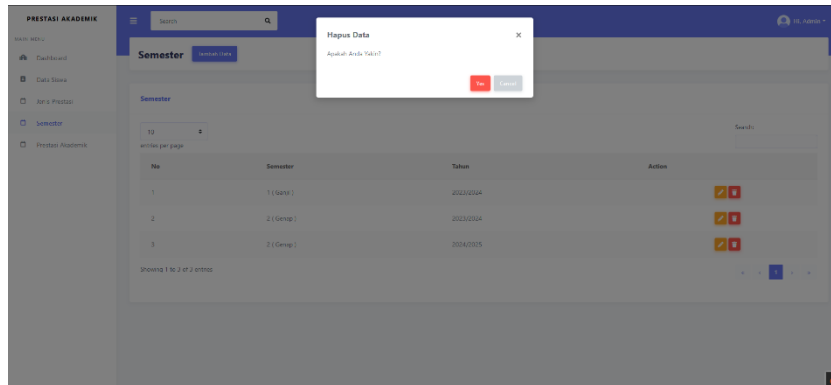 PRESTASI AKADEMIK
Search
Hi, Admin
MAIN MENU
Dashboard
Data Siswa
Jenis Prestasi
Semester
Prestasi Akademik
Hapus Data
×
Apakah Anda Yakin?
Yes
Cancel
Semester
Tambah Data
Semester
10
entries per page
Search:
No Semester Tahun Action
1 1 ( Ganjil ) 2023/2024
2 2 ( Genap ) 2023/2024
3 2 ( Genap ) 2024/2025
Showing 1 to 3 of 3 entries
« ‹ 1 › »